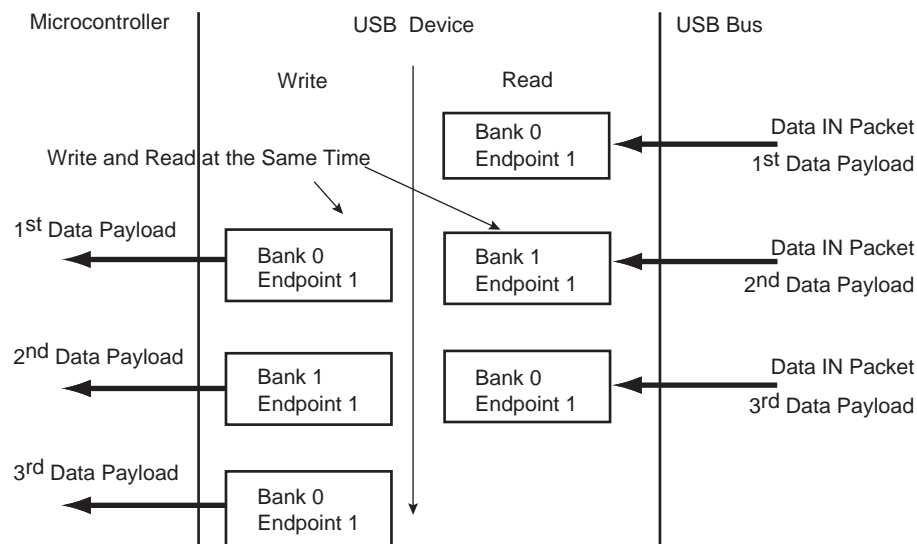 Microcontroller
USB Device
USB Bus
Write
Read
Bank 0
Endpoint 1
Data IN Packet
1st Data Payload
Write and Read at the Same Time
1st Data Payload
Bank 0
Endpoint 1
Bank 1
Endpoint 1
Data IN Packet
2nd Data Payload
2nd Data Payload
Bank 1
Endpoint 1
Bank 0
Endpoint 1
Data IN Packet
3rd Data Payload
3rd Data Payload
Bank 0
Endpoint 1